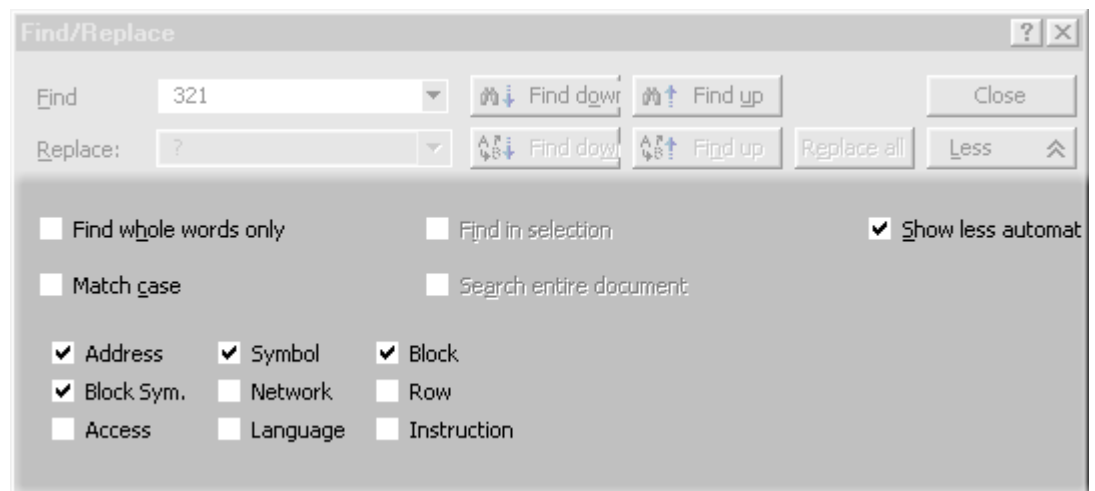 Find/Replace
Find 321 Find down Find up Close
Replace: ? Find down Find up Replace all Less
Find whole words only Find in selection Show less automat
Match case Search entire document
Address Symbol Block
Block Sym. Network Row
Access Language Instruction